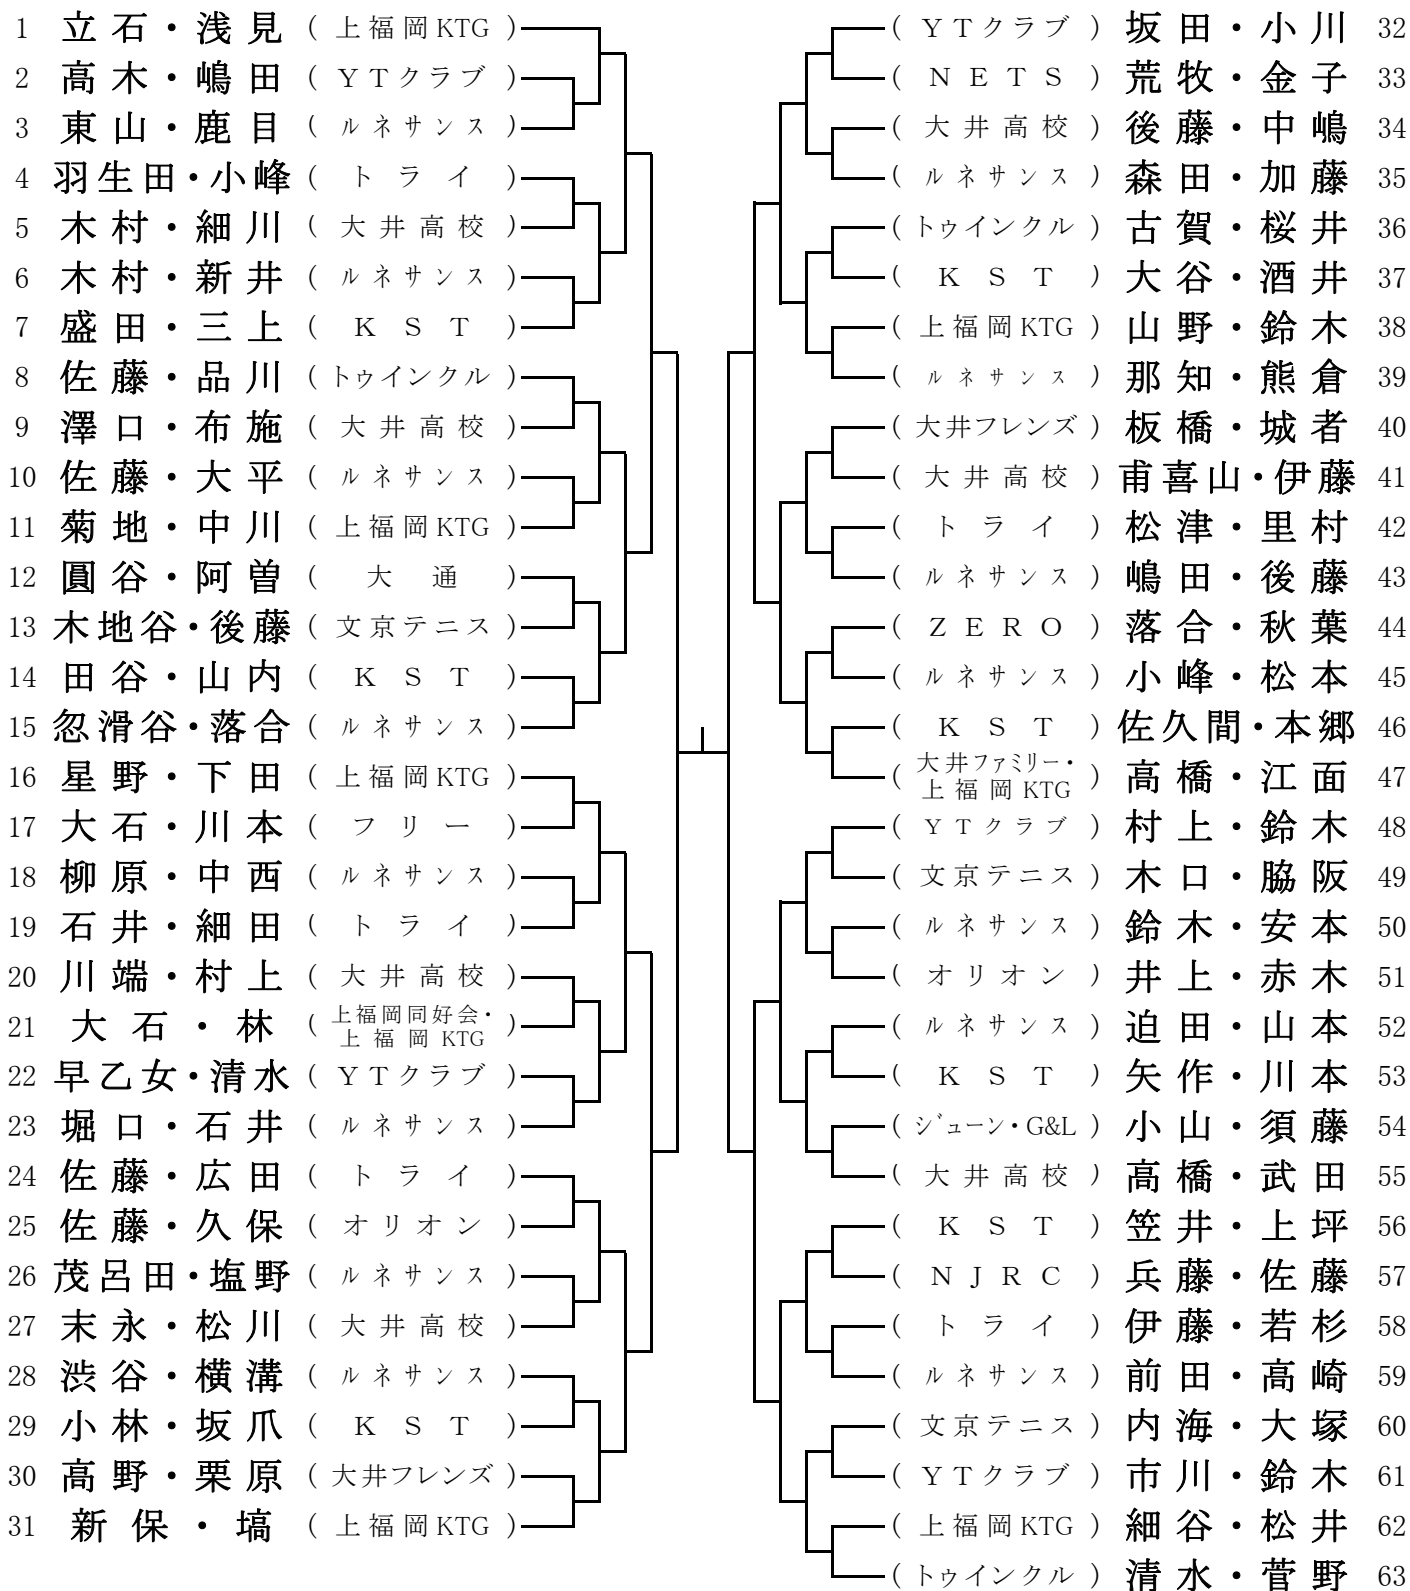 1 立石・浅見 (上福岡KTG)
2 高木・嶋田 (YTクラブ)
3 東山・鹿目 (ルネサンス)
4 羽生田・小峰 (トライ)
5 木村・細川 (大井高校)
6 木村・新井 (ルネサンス)
7 盛田・三上 (KST)
8 佐藤・品川 (トゥインクル)
9 澤口・布施 (大井高校)
10 佐藤・大平 (ルネサンス)
11 菊地・中川 (上福岡KTG)
12 圓谷・阿曽 (大通)
13 木地谷・後藤 (文京テニス)
14 田谷・山内 (KST)
15 忽滑谷・落合 (ルネサンス)
16 星野・下田 (上福岡KTG)
17 大石・川本 (フリー)
18 柳原・中西 (ルネサンス)
19 石井・細田 (トライ)
20 川端・村上 (大井高校)
21 大石・林 (上福岡同好会・
上福岡KTG)
22 早乙女・清水 (YTクラブ)
23 堀口・石井 (ルネサンス)
24 佐藤・広田 (トライ)
25 佐藤・久保 (オリオン)
26 茂呂田・塩野 (ルネサンス)
27 末永・松川 (大井高校)
28 渋谷・横溝 (ルネサンス)
29 小林・坂爪 (KST)
30 高野・栗原 (大井フレンズ)
31 新保・塙 (上福岡KTG)
(YTクラブ) 坂田・小川 32
(NETS) 荒牧・金子 33
(大井高校) 後藤・中嶋 34
(ルネサンス) 森田・加藤 35
(トゥインクル) 古賀・桜井 36
(KST) 大谷・酒井 37
(上福岡KTG) 山野・鈴木 38
(ルネサンス) 那知・熊倉 39
(大井フレンズ) 板橋・城者 40
(大井高校) 甫喜山・伊藤 41
(トライ) 松津・里村 42
(ルネサンス) 嶋田・後藤 43
(ZERO) 落合・秋葉 44
(ルネサンス) 小峰・松本 45
(KST) 佐久間・本郷 46
(大井ファミリー・
上福岡KTG) 高橋・江面 47
(YTクラブ) 村上・鈴木 48
(文京テニス) 木口・脇阪 49
(ルネサンス) 鈴木・安本 50
(オリオン) 井上・赤木 51
(ルネサンス) 迫田・山本 52
(KST) 矢作・川本 53
(ジューン・G&L) 小山・須藤 54
(大井高校) 高橋・武田 55
(KST) 笠井・上坪 56
(NJRC) 兵藤・佐藤 57
(トライ) 伊藤・若杉 58
(ルネサンス) 前田・高崎 59
(文京テニス) 内海・大塚 60
(YTクラブ) 市川・鈴木 61
(上福岡KTG) 細谷・松井 62
(トゥインクル) 清水・菅野 63